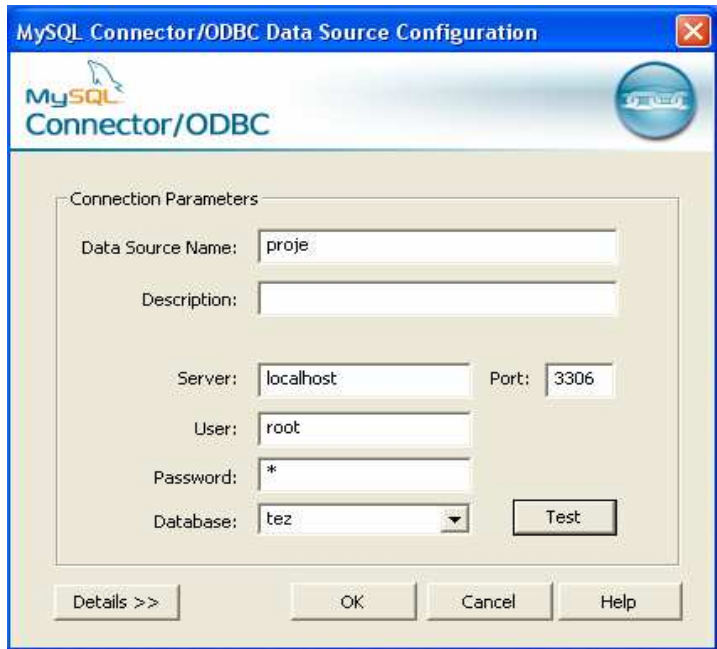 MySQL Connector/ODBC Data Source Configuration
MySQL
Connector/ODBC
Connection Parameters
Data Source Name: proje
Description:
Server: localhost Port: 3306
User: root
Password: *
Database: tez Test
Details >> OK Cancel Help